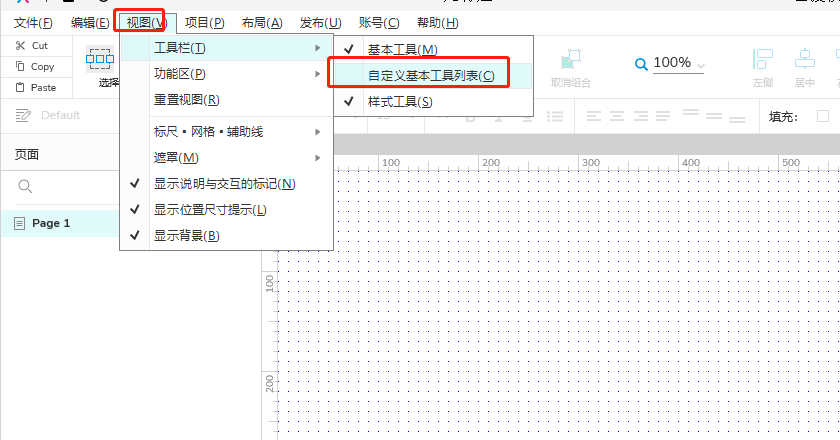 文件(F) 编辑(E) 视图(V) 项目(P) 布局(A) 发布(U) 账号(C) 帮助(H)
Cut
Copy
Paste
选择
工具栏(T)
功能区(P)
重置视图(R)
标尺·网格·辅助线
遮罩(M)
显示说明与交互的标记(N)
显示位置尺寸提示(L)
显示背景(B)
基本工具(M)
自定义基本工具列表(C)
样式工具(S)
取消组合
100%
左侧 居中
Default
填充:
页面
Page 1
100 200 300 400 500
100
200